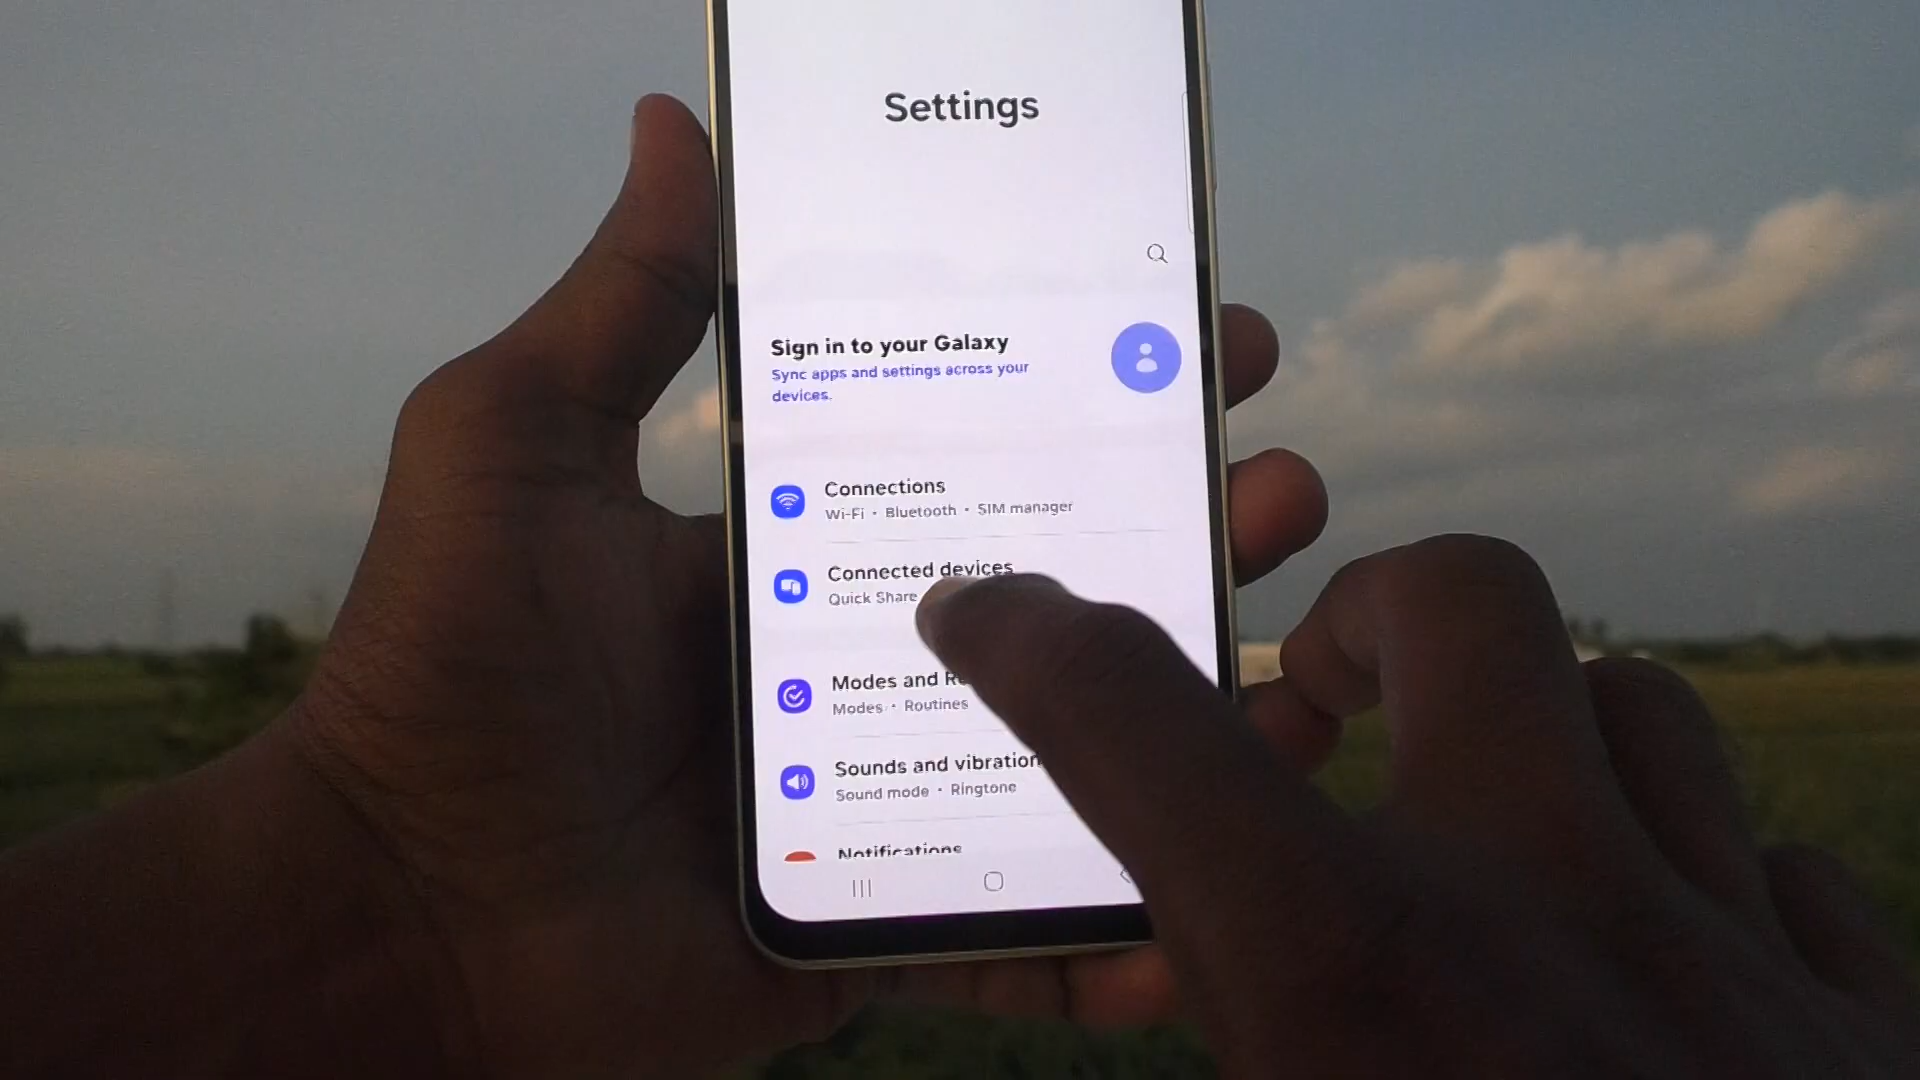 Settings
Sign in to your Galaxy
Sync apps and settings across your
devices.
Connections
Wi-Fi • Bluetooth • SIM manager
Connected devices
Quick Share
Modes and
Modes • Routines
Sounds and vibration
Sound mode • Ringtone
Notifications